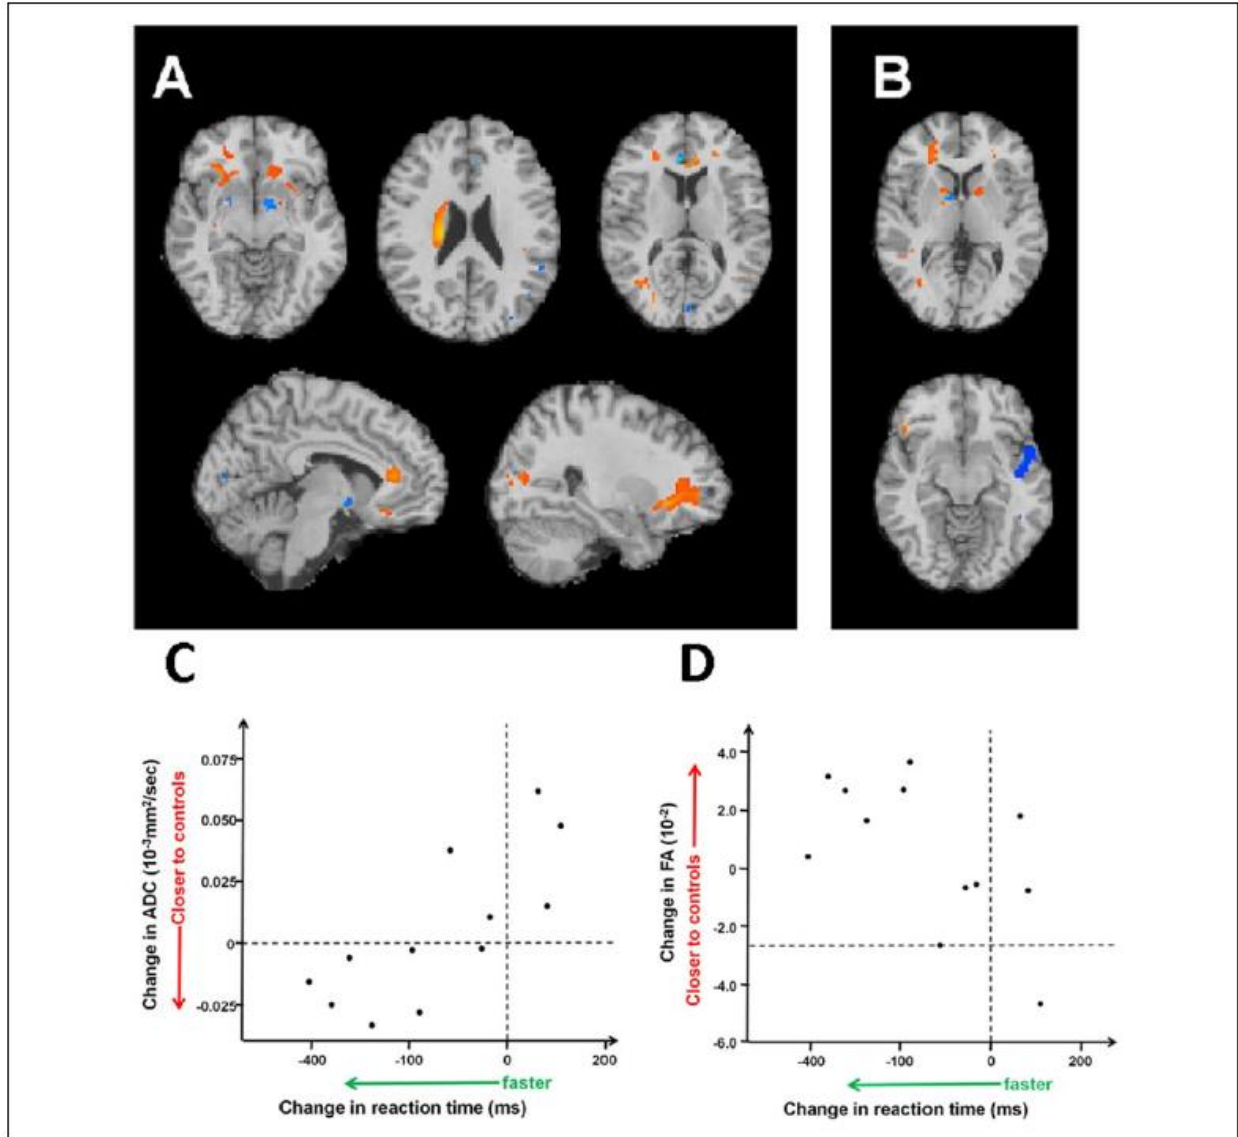 A
B
C
D
Change in ADC (10-³mm²/sec)
Closer to controls
0.075
0.050
0.025
0
-0.025
-400
-100
0
200
faster
Change in reaction time (ms)
Change in FA (10-²)
Closer to controls
4.0
2.0
0
-2.0
-4.0
-6.0
-400
-100
0
200
faster
Change in reaction time (ms)